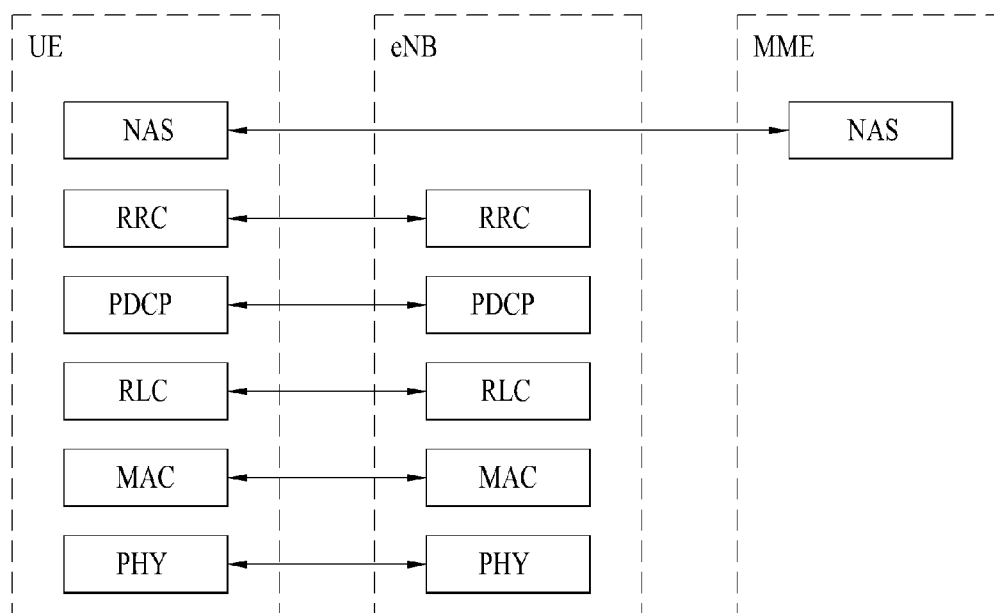 UE eNB MME
NAS NAS
RRC RRC
PDCP PDCP
RLC RLC
MAC MAC
PHY PHY